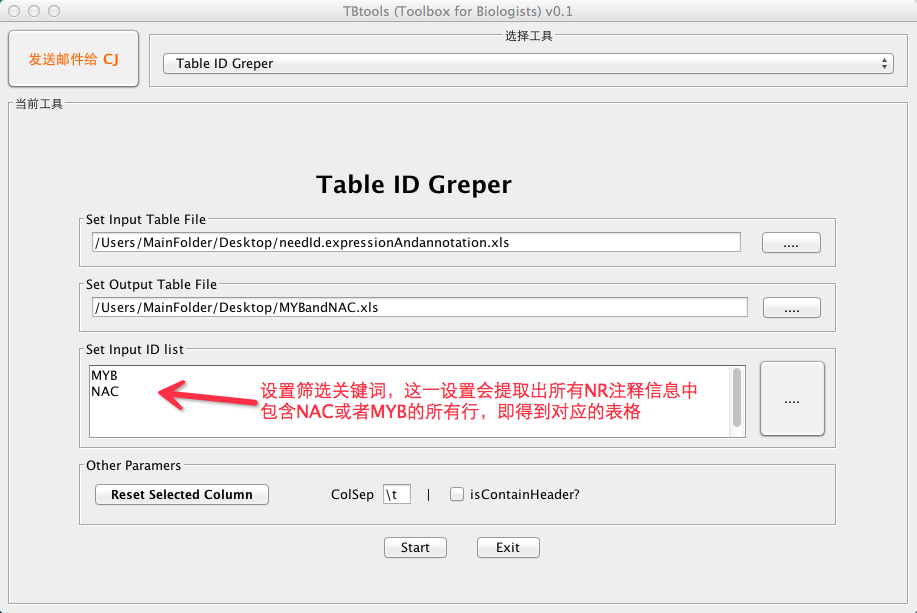 TBtools (Toolbox for Biologists) v0.1
发送邮件给 CJ
选择工具
Table ID Greper
当前工具
Table ID Greper
Set Input Table File
/Users/MainFolder/Desktop/needId.expressionAndannotation.xls
....
Set Output Table File
/Users/MainFolder/Desktop/MYBandNAC.xls
....
Set Input ID list
MYB
NAC
设置筛选关键词，这一设置会提取出所有NR注释信息中
包含NAC或者MYB的所有行，即得到对应的表格
....
Other Paramers
Reset Selected Column
ColSep \t | isContainHeader?
Start
Exit